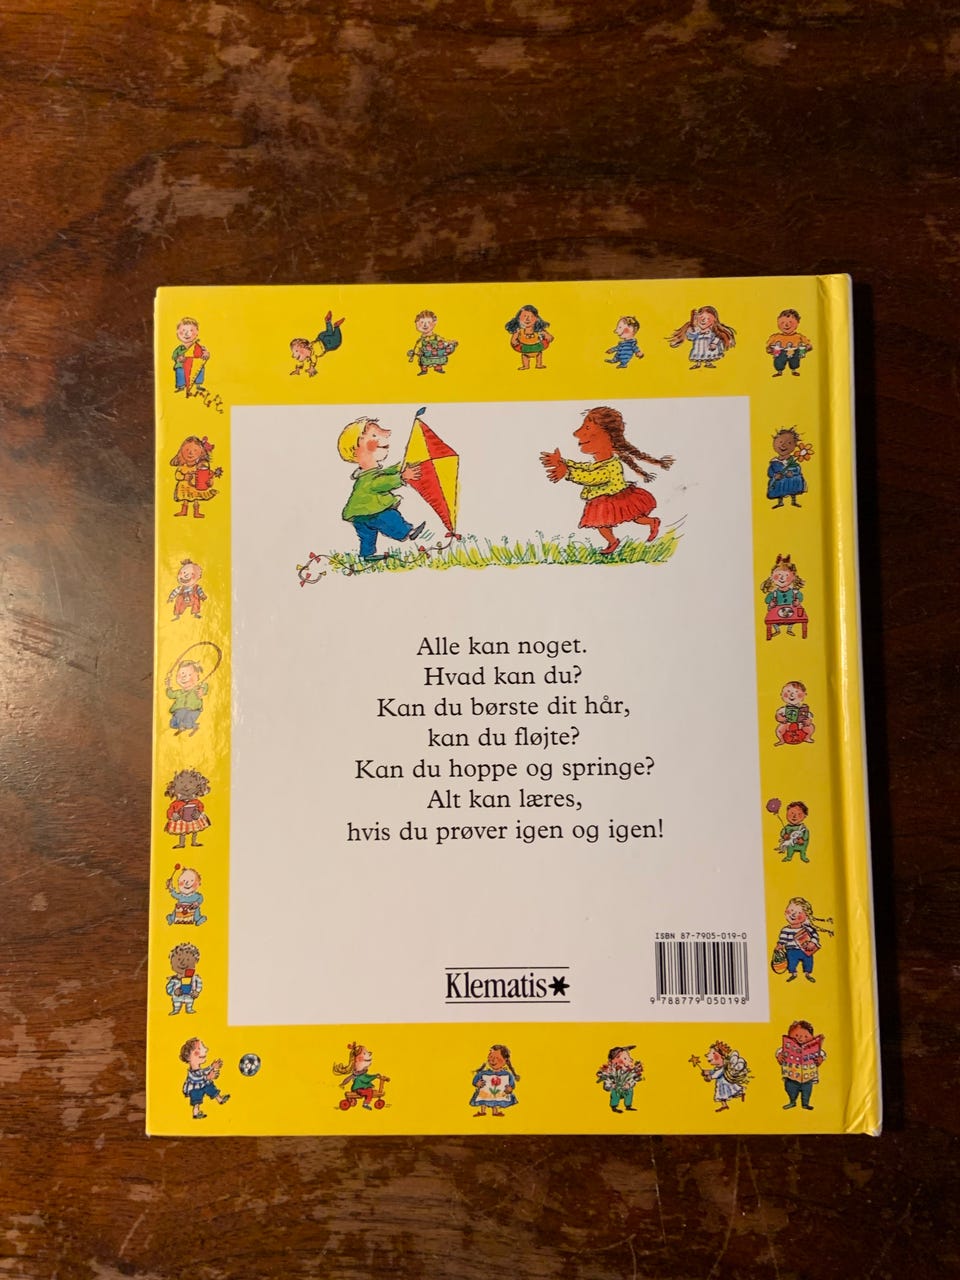 Alle kan noget.
Hvad kan du?
Kan du børste dit hår,
kan du fløjte?
Kan du hoppe og springe?
Alt kan læres,
hvis du prøver igen og igen!
ISBN 87-7905-019-0
Klematis
9 788779 050198